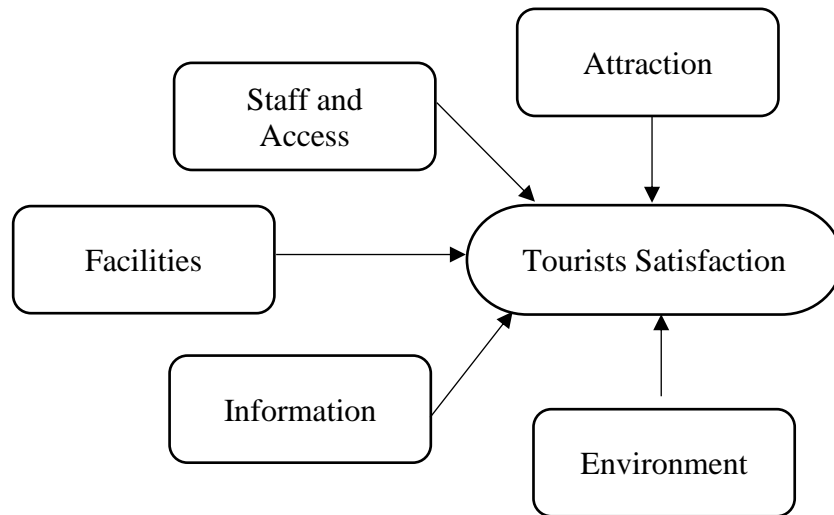 Attraction
Staff and
Access
Facilities
Tourists Satisfaction
Information
Environment